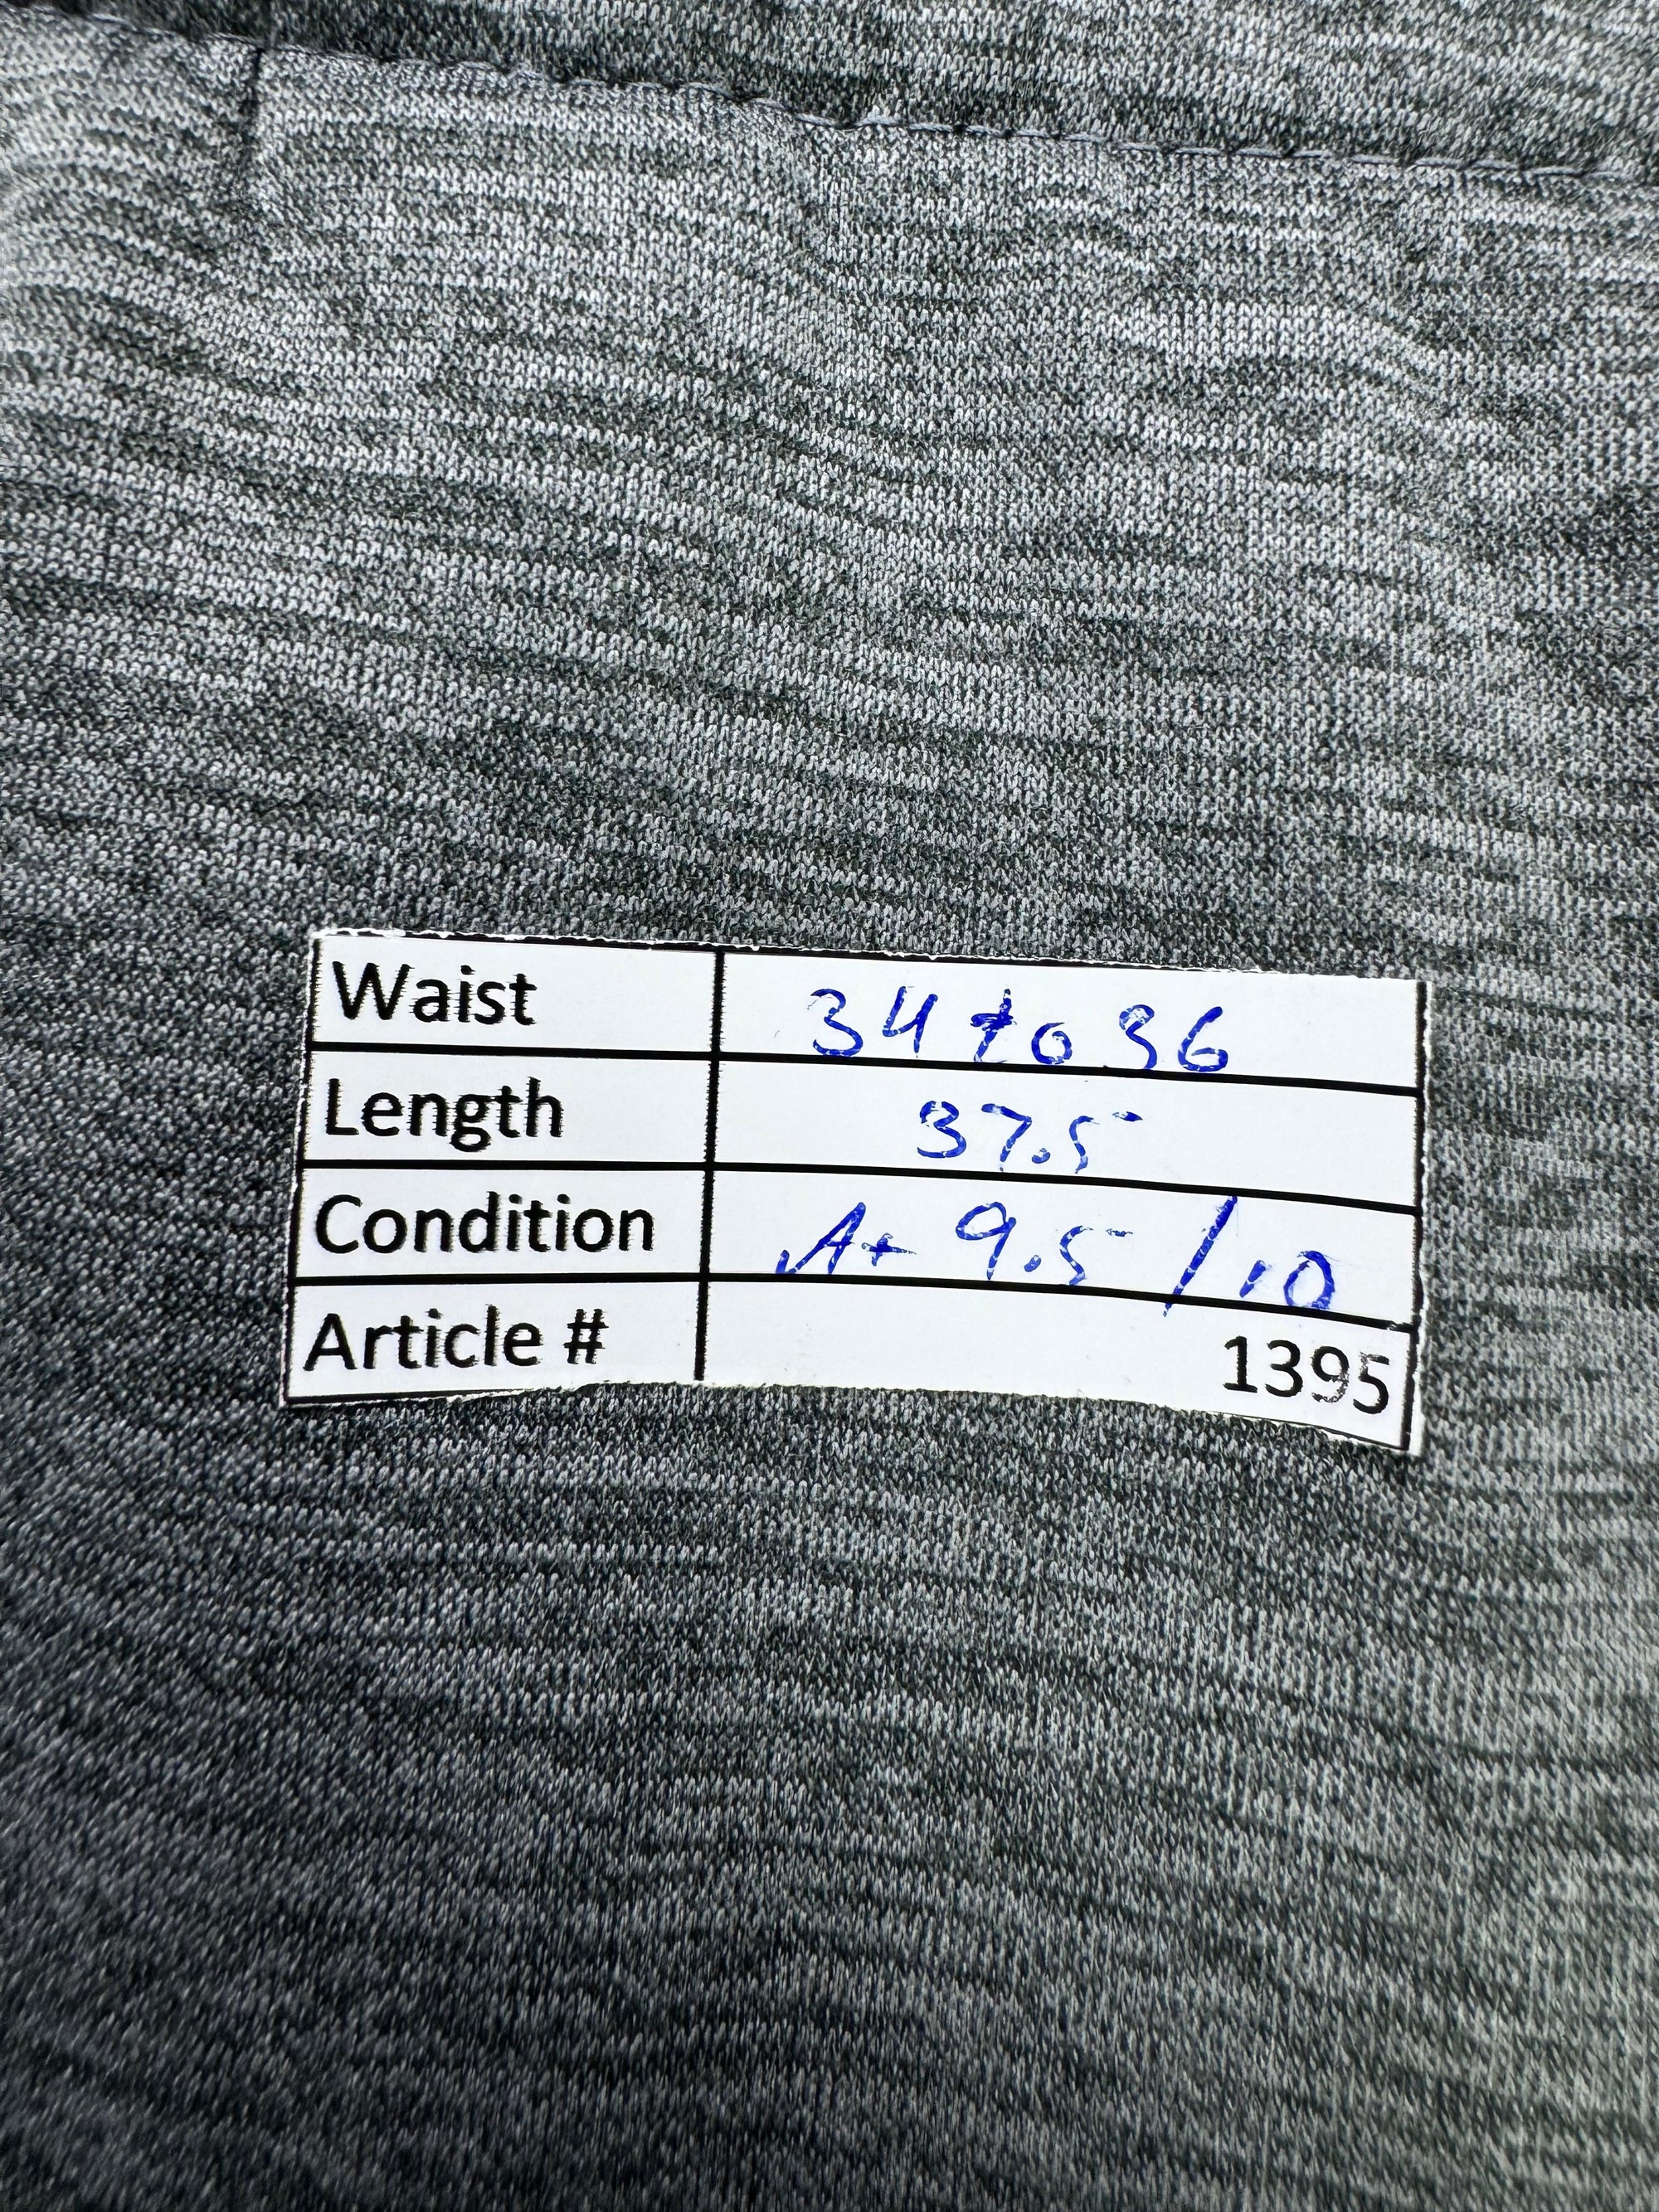 Waist 34 to 36
Length 37.5
Condition A+ 9.5 / 10
Article # 1395